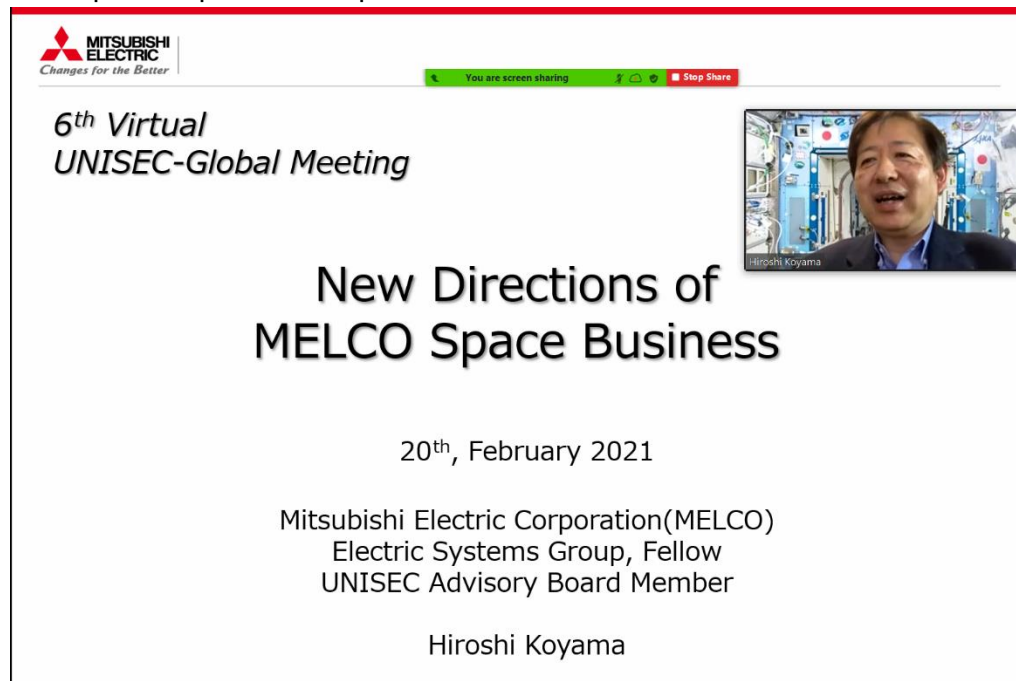 MITSUBISHI
ELECTRIC
Changes for the Better
You are screen sharing
Stop Share
6th Virtual
UNISEC-Global Meeting
Hiroshi Koyama
New Directions of
MELCO Space Business
20th, February 2021
Mitsubishi Electric Corporation(MELCO)
Electric Systems Group, Fellow
UNISEC Advisory Board Member
Hiroshi Koyama